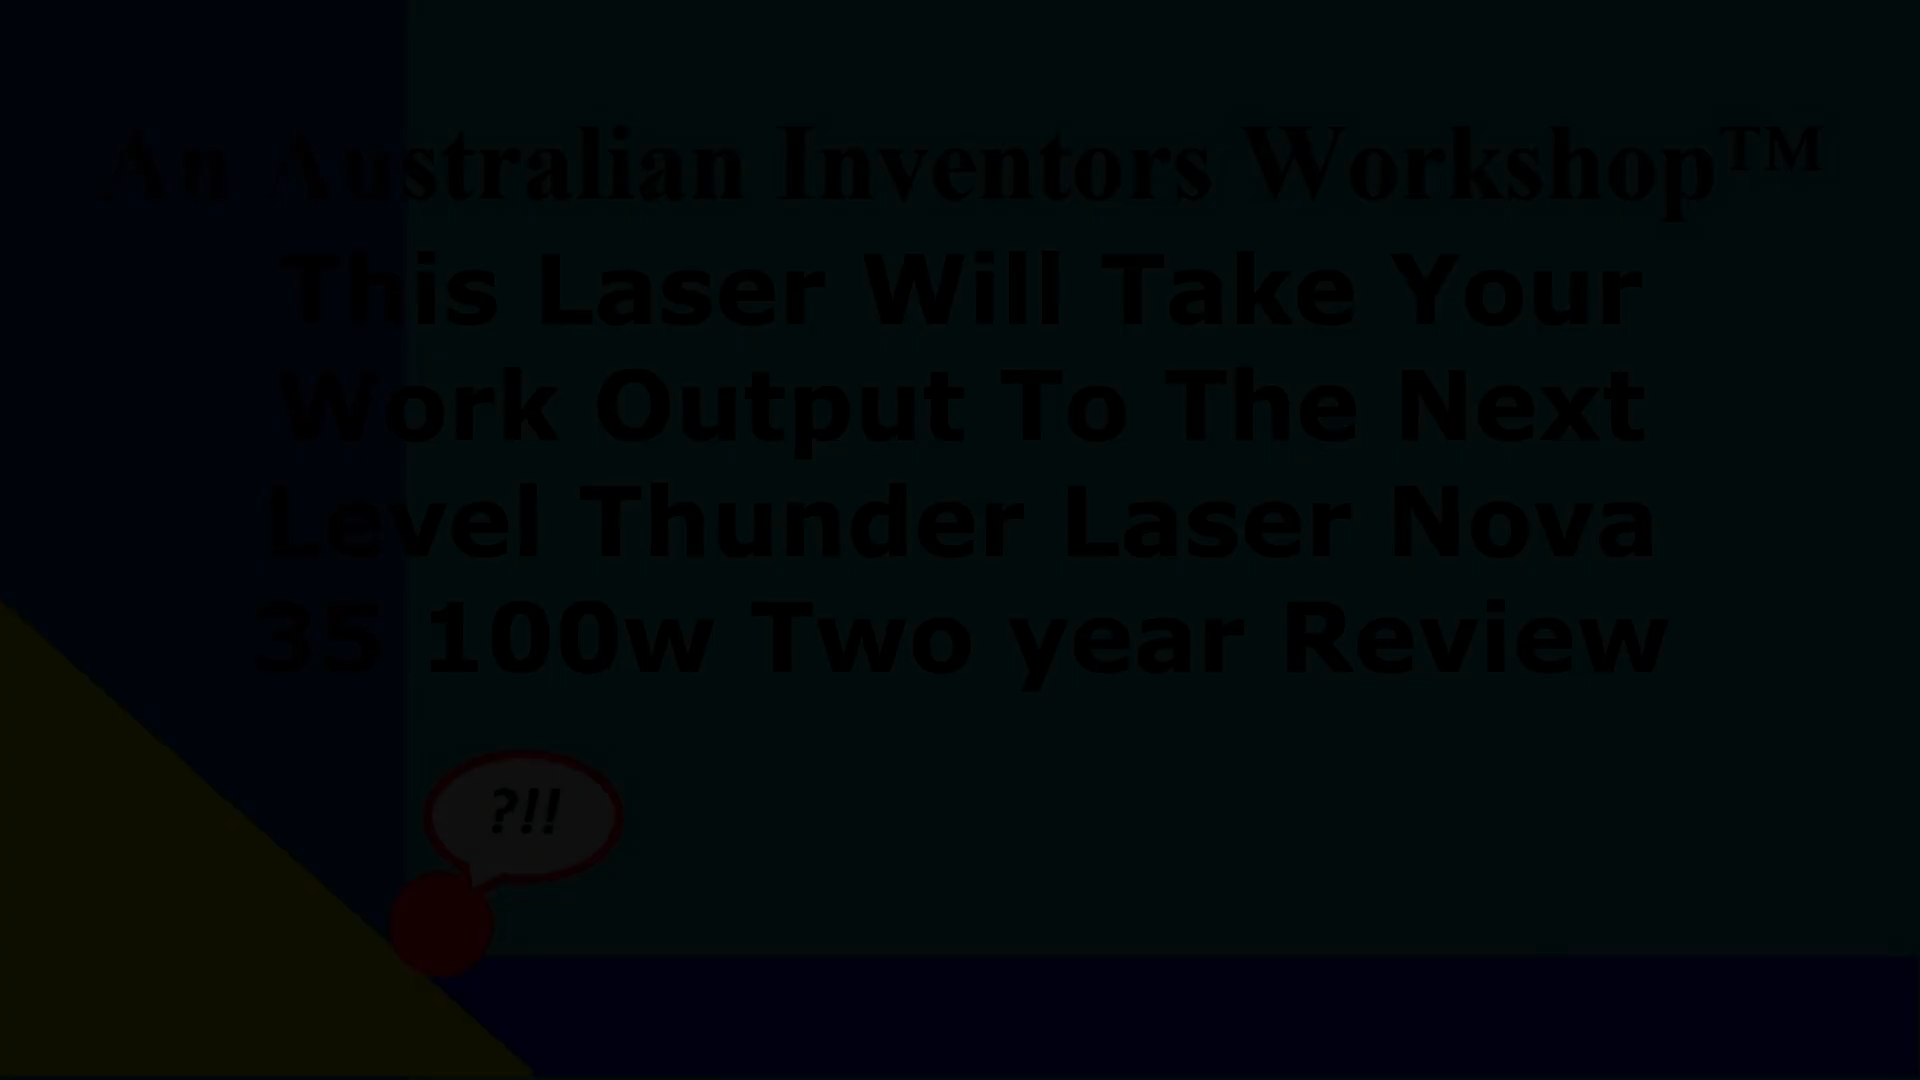 An Australian Inventors Workshop™
This Laser Will Take Your
Work Output To The Next
Level Thunder Laser Nova
35 100w Two year Review
?!!